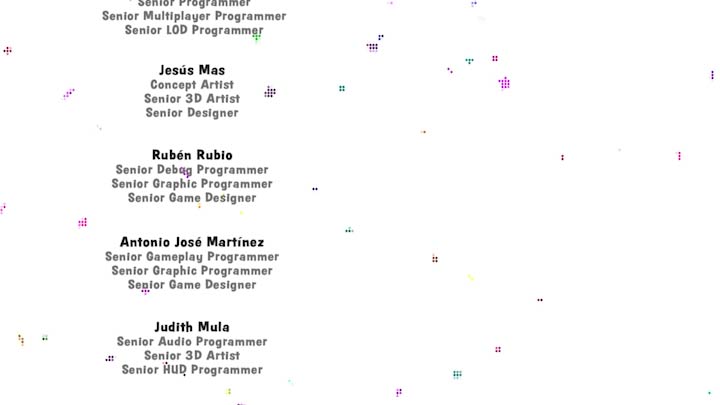 Senior Programmer
Senior Multiplayer Programmer
Senior LOD Programmer
Jesús Mas
Concept Artist
Senior 3D Artist
Senior Designer
Rubén Rubio
Senior Debug Programmer
Senior Graphic Programmer
Senior Game Designer
Antonio José Martínez
Senior Gameplay Programmer
Senior Graphic Programmer
Senior Game Designer
Judith Mula
Senior Audio Programmer
Senior 3D Artist
Senior HUD Programmer